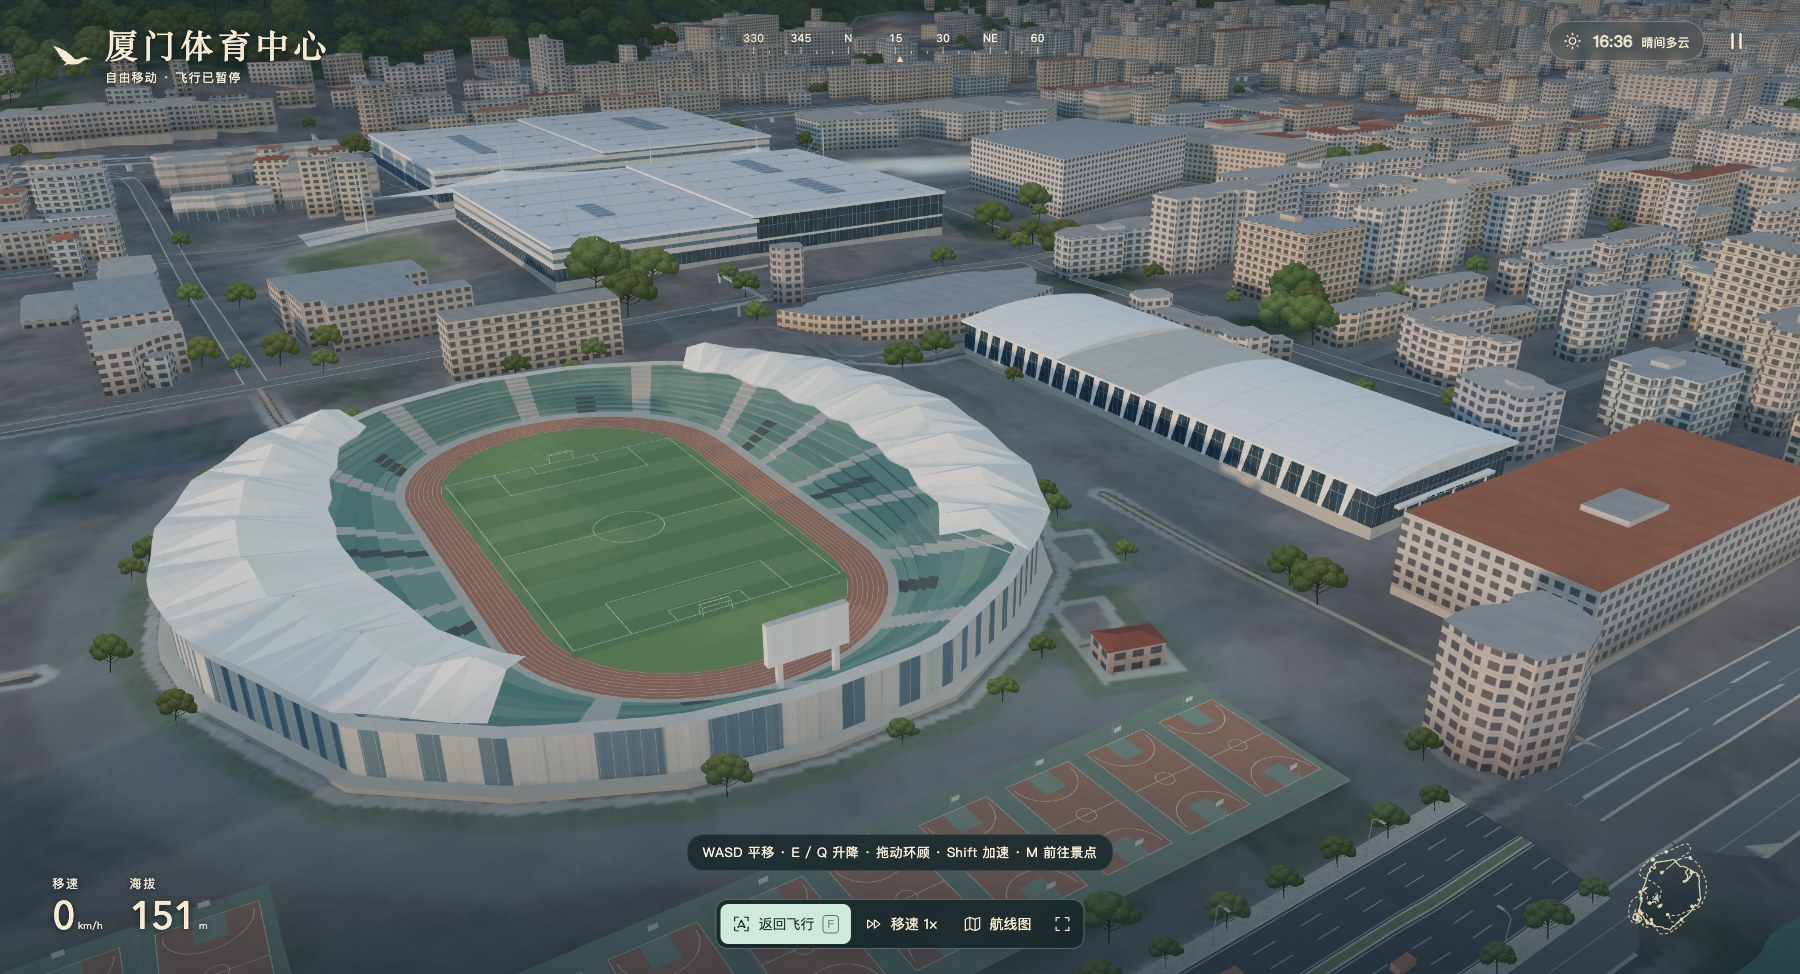 厦门体育中心
自由移动 · 飞行已暂停
330 345 N 15 30 NE 60
16:36 晴间多云
WASD 平移 · E / Q 升降 · 拖动环顾 · Shift 加速 · M 前往景点
移速 海拔
0 km/h 151 m
返回飞行 F 移速 1x 航线图